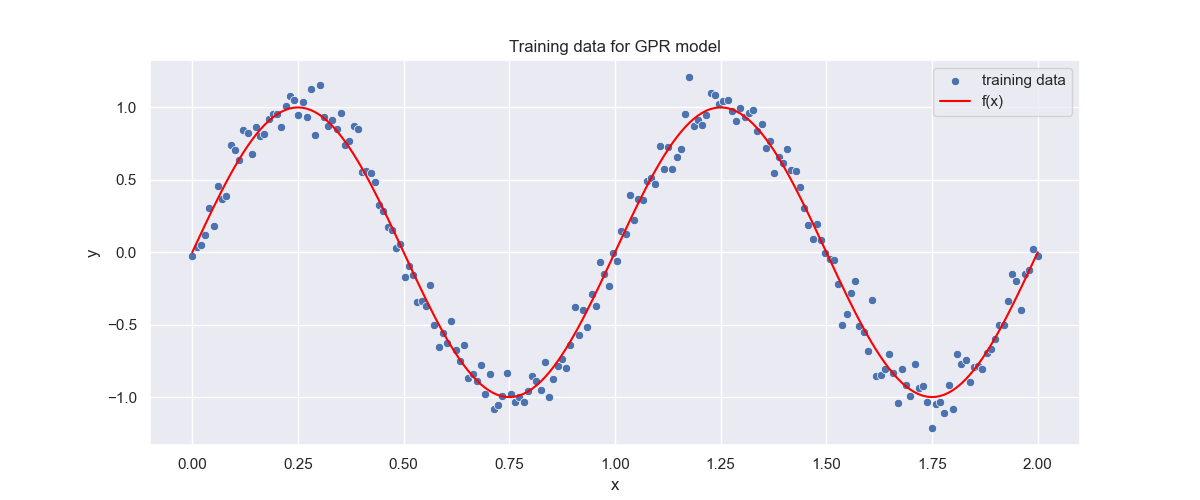 Training data for GPR model
training data
f(x)
1.0
0.5
0.0
−0.5
−1.0
y
0.00 0.25 0.50 0.75 1.00 1.25 1.50 1.75 2.00
x